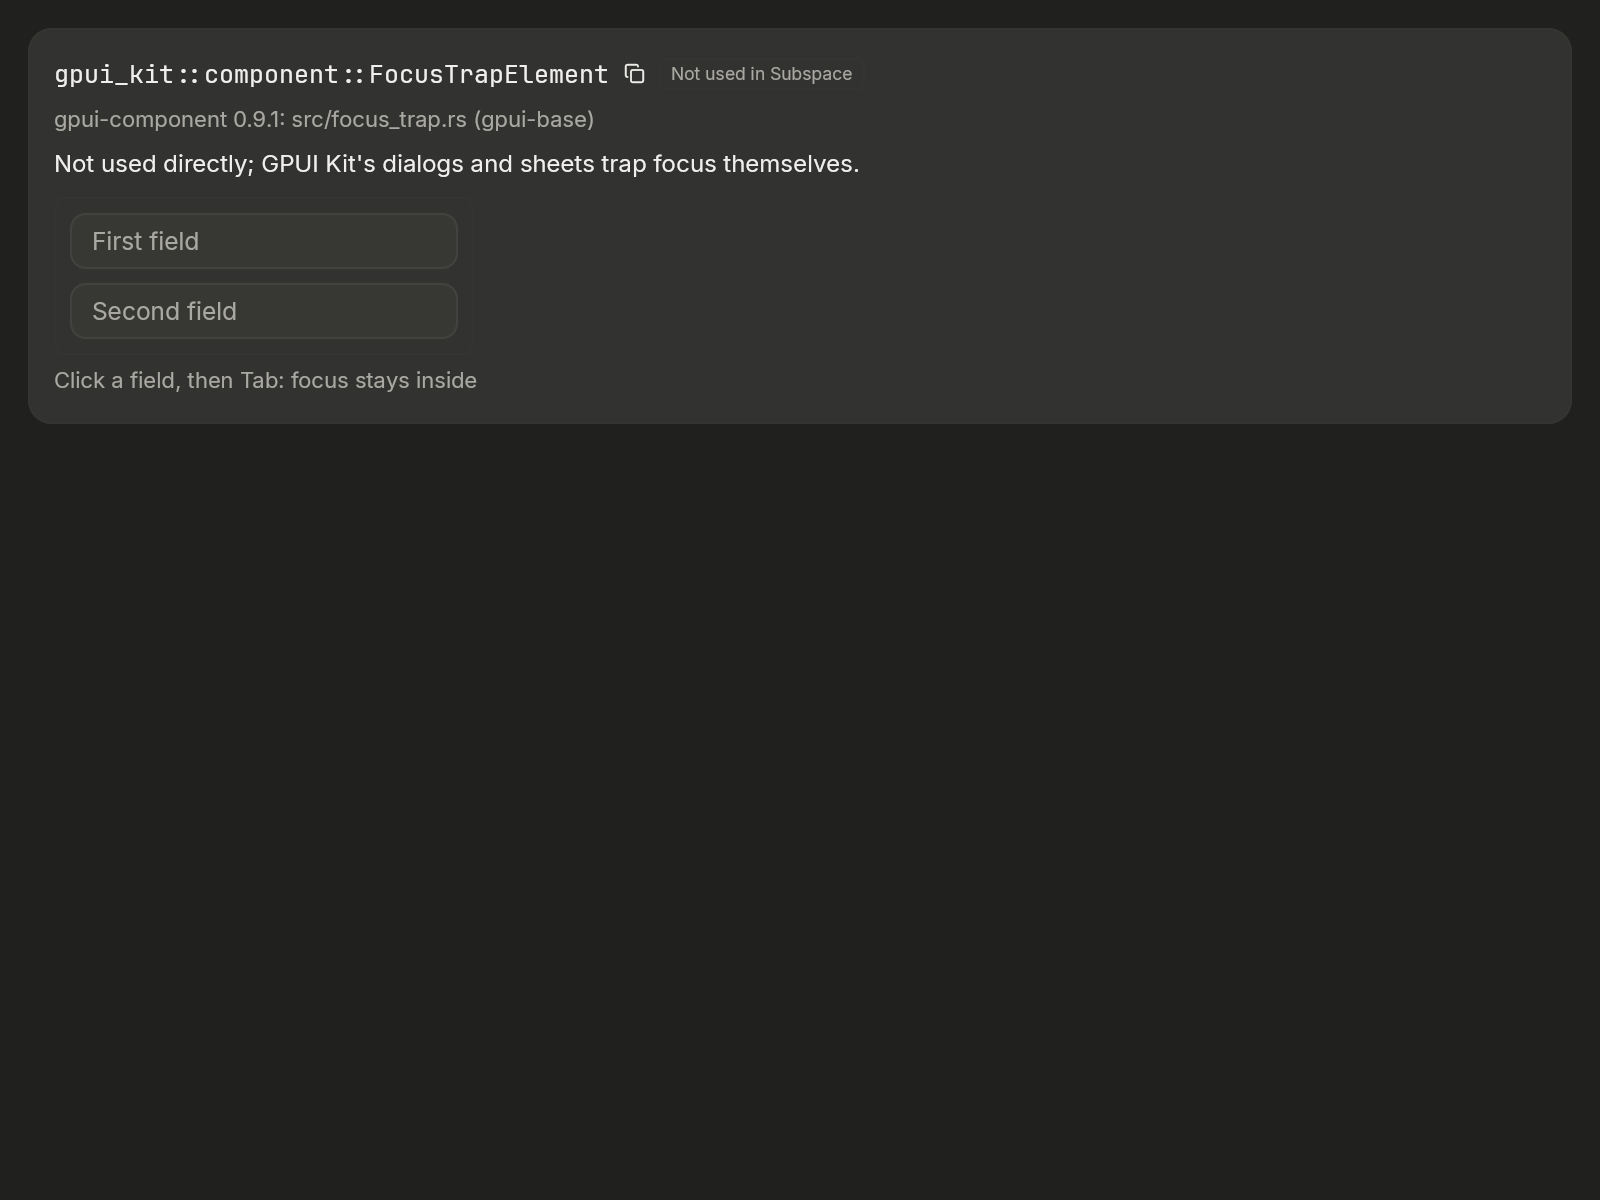 gpui_kit::component::FocusTrapElement Not used in Subspace
gpui-component 0.9.1: src/focus_trap.rs (gpui-base)
Not used directly; GPUI Kit's dialogs and sheets trap focus themselves.
First field
Second field
Click a field, then Tab: focus stays inside